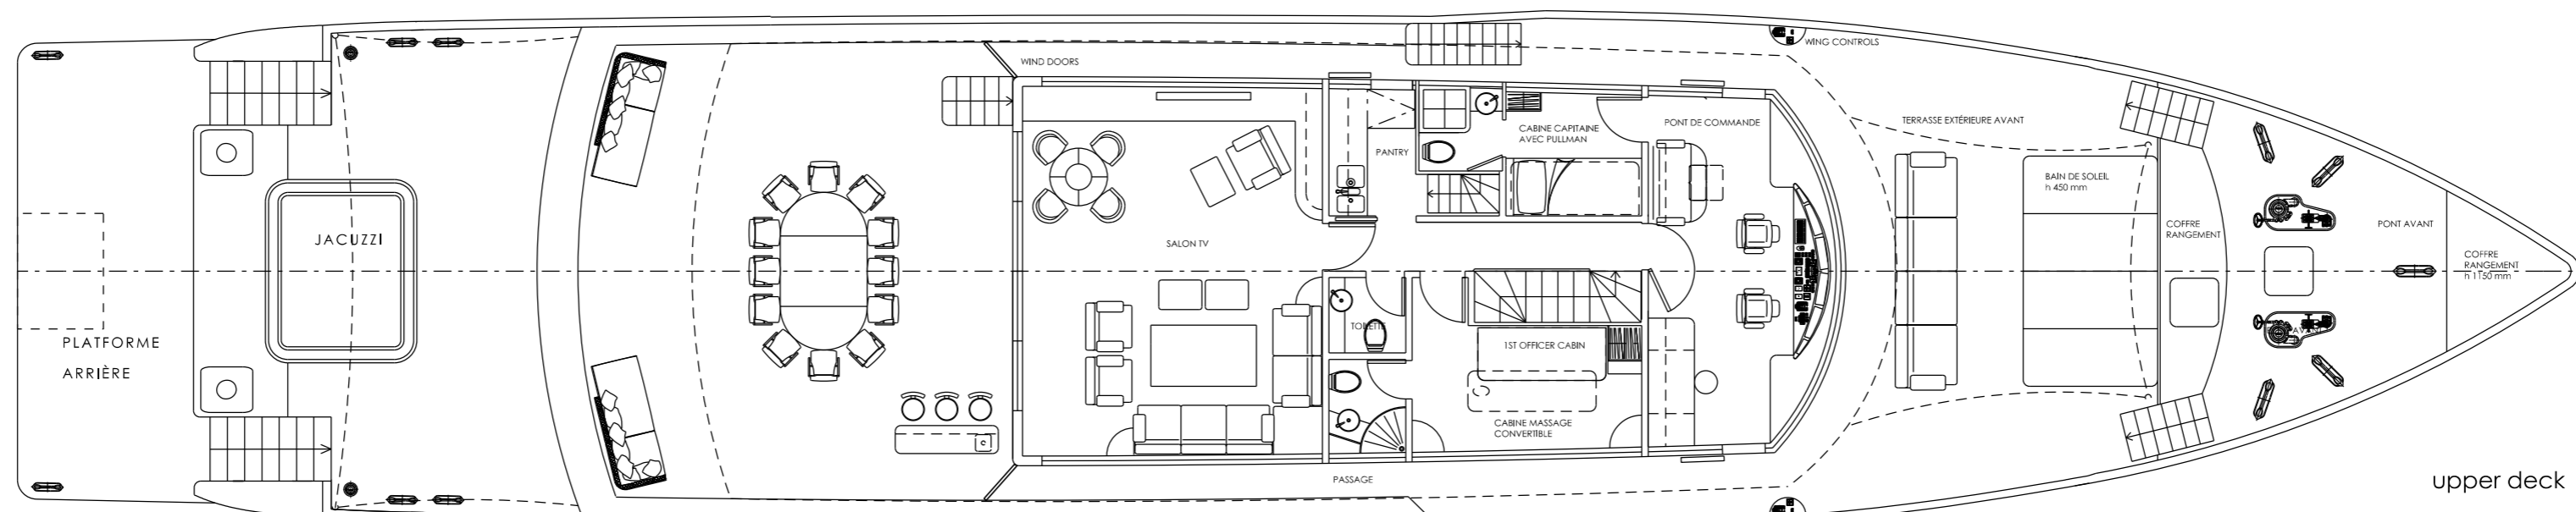 WIND DOORS
WING CONTROLS
JACUZZI
PLATFORME
ARRIÈRE
SALON TV
PANTRY
CABINE CAPITAINE
AVEC PULLMAN
PONT DE COMMANDE
TOILETTE
1ST OFFICER CABIN
CABINE MASSAGE
CONVERTIBLE
PASSAGE
TERRASSE EXTÉRIEURE AVANT
BAIN DE SOLEIL
h 450 mm
COFFRE
RANGEMENT
PONT AVANT
COFFRE
RANGEMENT
h 1150 mm
upper deck